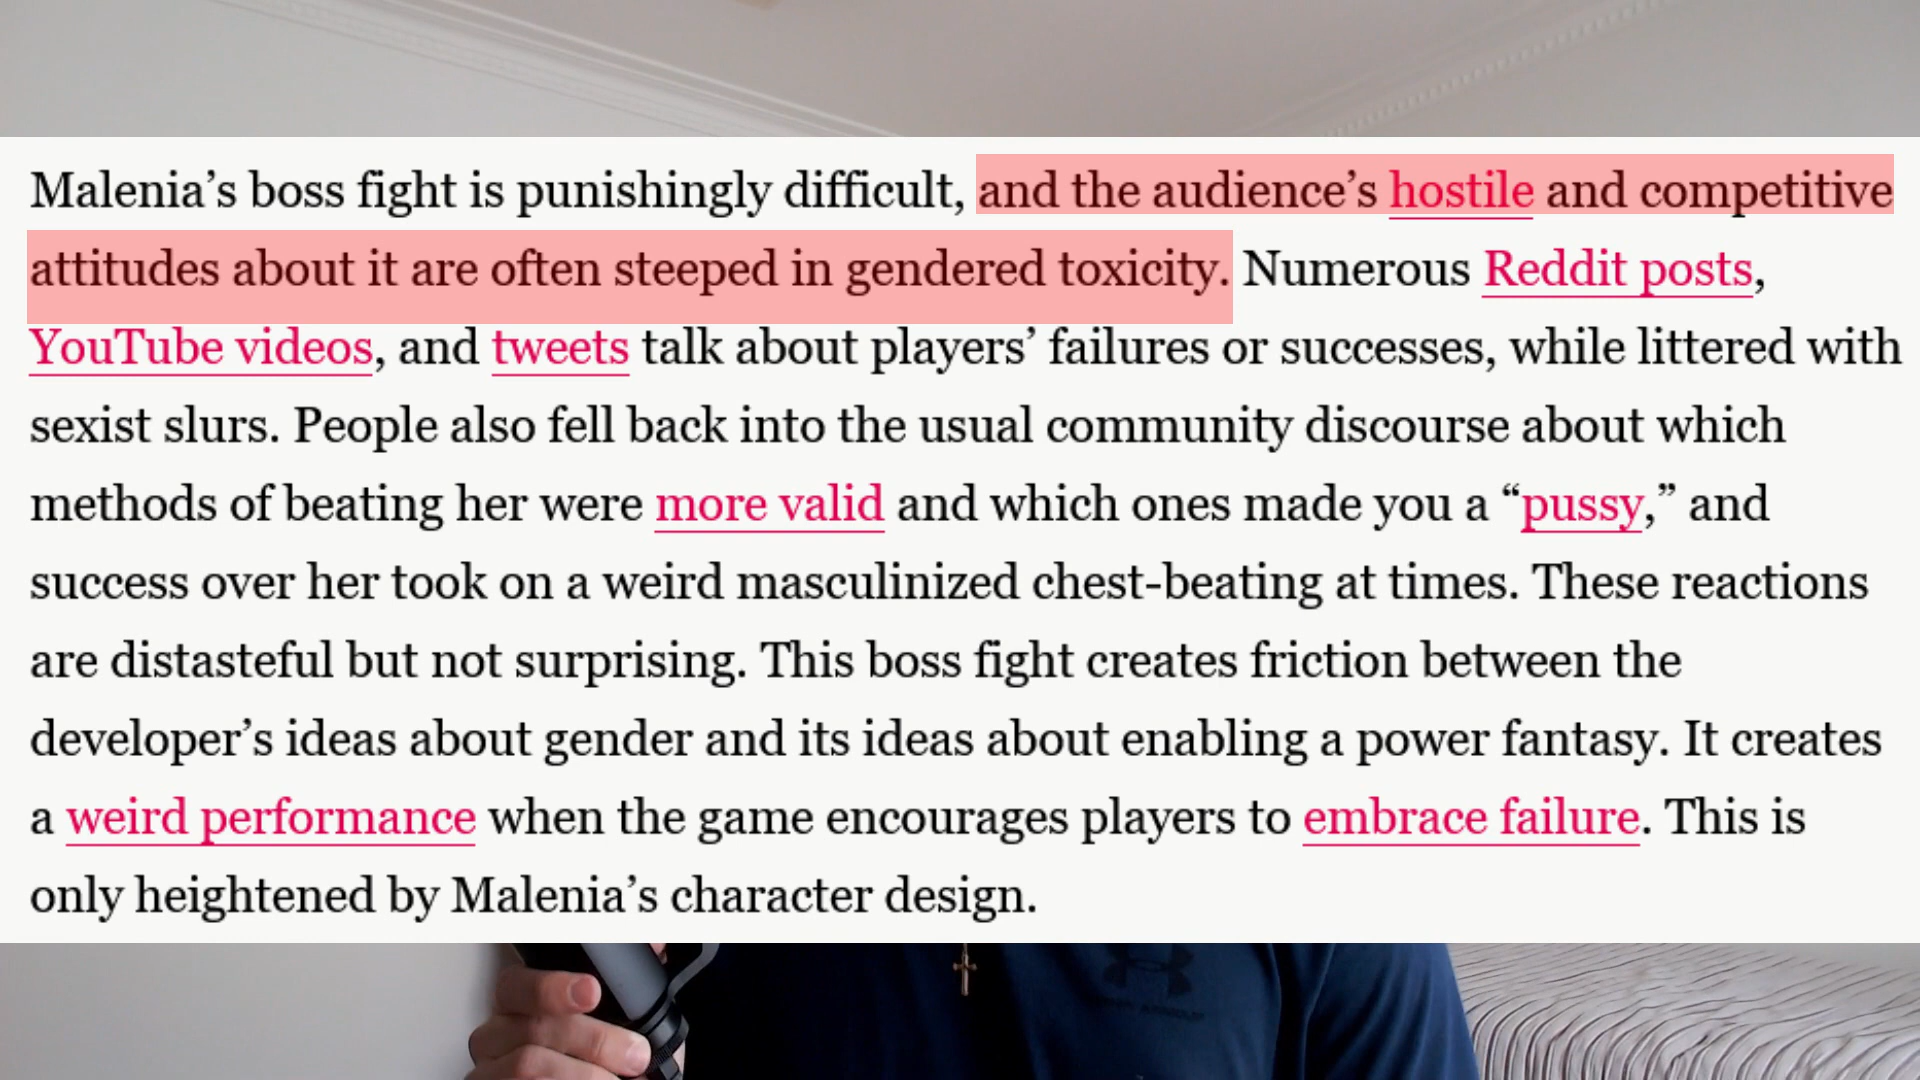 Malenia’s boss fight is punishingly difficult, and the audience’s hostile and competitive
attitudes about it are often steeped in gendered toxicity. Numerous Reddit posts,
YouTube videos, and tweets talk about players’ failures or successes, while littered with
sexist slurs. People also fell back into the usual community discourse about which
methods of beating her were more valid and which ones made you a “pussy,” and
success over her took on a weird masculinized chest-beating at times. These reactions
are distasteful but not surprising. This boss fight creates friction between the
developer’s ideas about gender and its ideas about enabling a power fantasy. It creates
a weird performance when the game encourages players to embrace failure. This is
only heightened by Malenia’s character design.